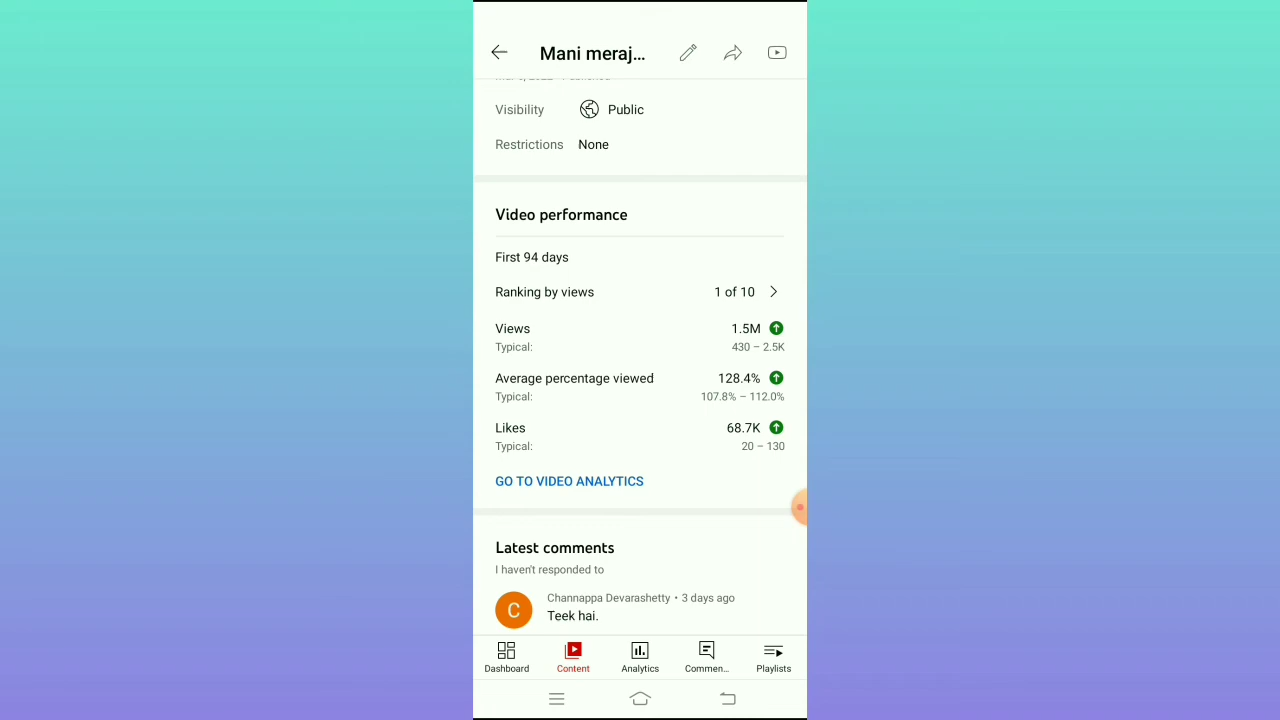 Mani meraj...
Visibility Public
Restrictions None
Video performance
First 94 days
Ranking by views 1 of 10
Views 1.5M
Typical: 430 – 2.5K
Average percentage viewed 128.4%
Typical: 107.8% – 112.0%
Likes 68.7K
Typical: 20 – 130
GO TO VIDEO ANALYTICS
Latest comments
I haven't responded to
C Channappa Devarashetty • 3 days ago
Teek hai.
Dashboard Content Analytics Commen... Playlists